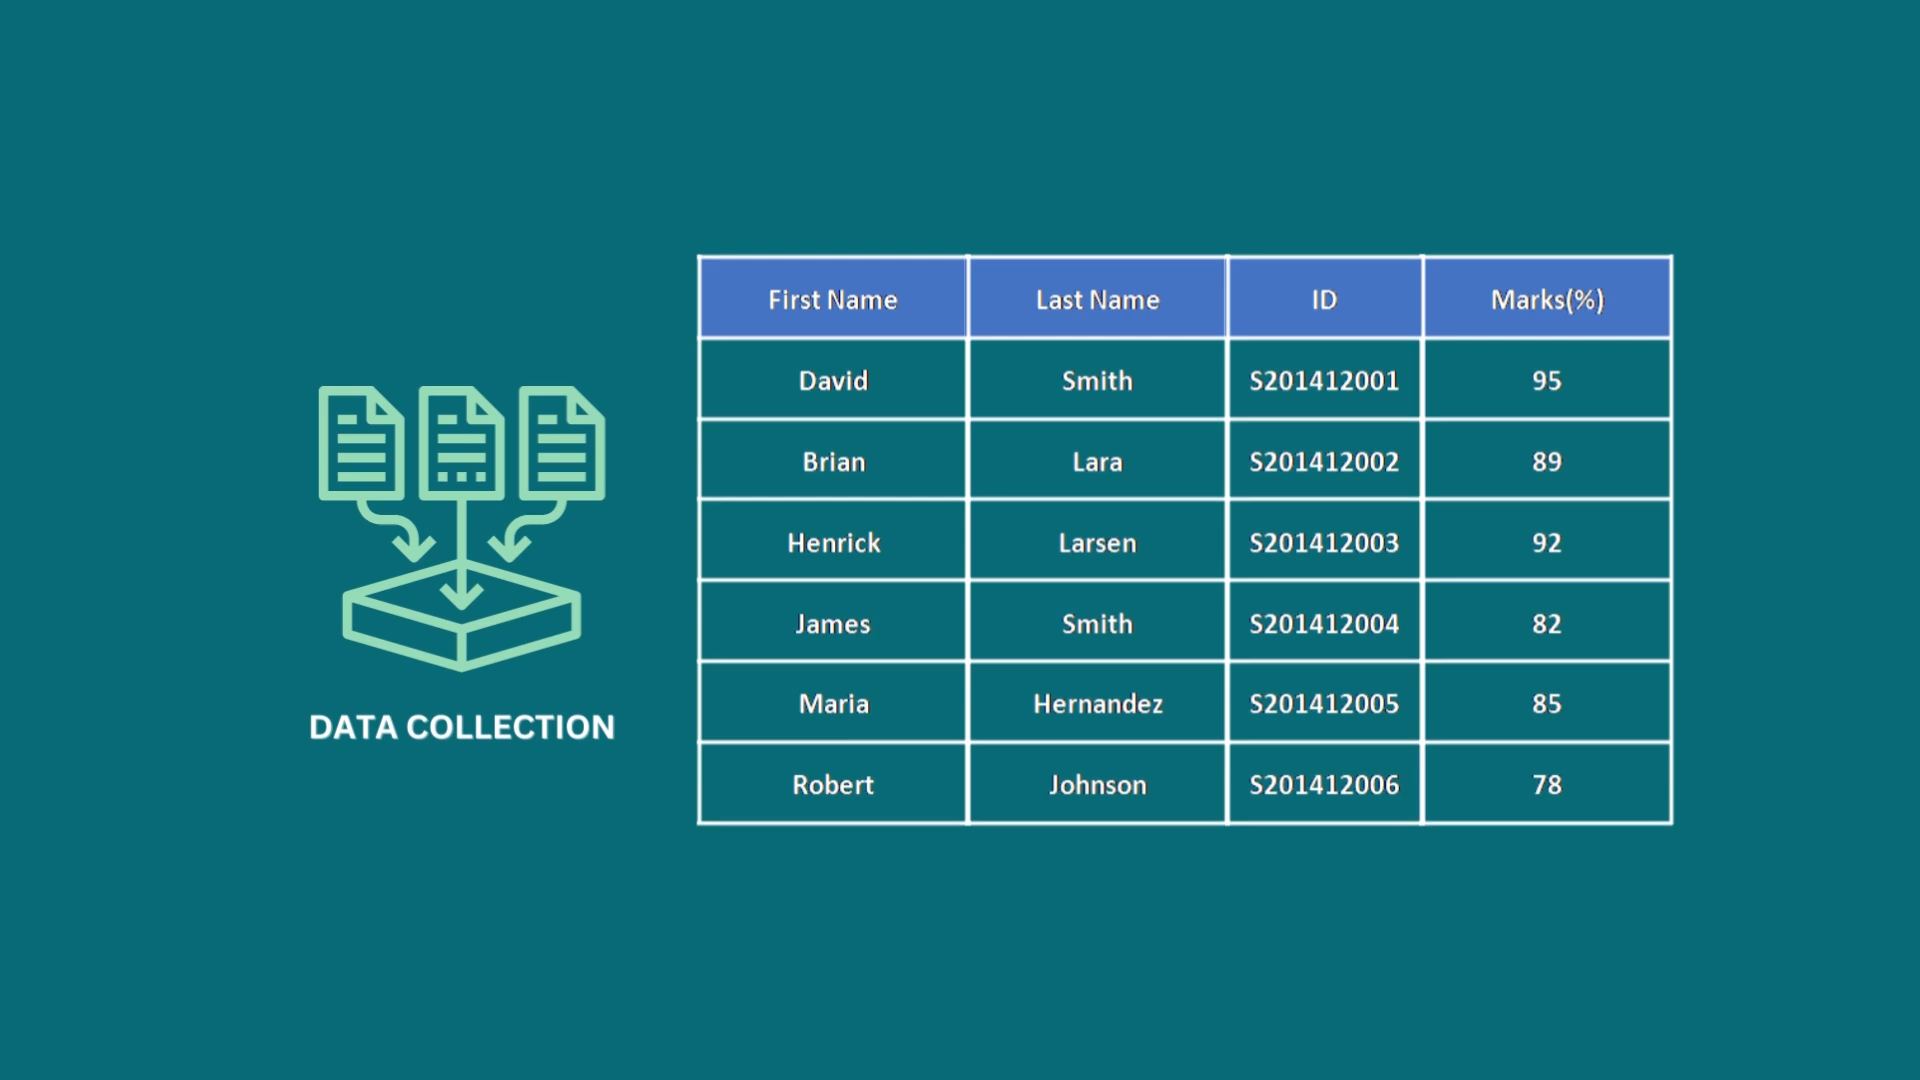 First Name Last Name ID Marks(%)
David Smith S201412001 95
Brian Lara S201412002 89
Henrick Larsen S201412003 92
James Smith S201412004 82
Maria Hernandez S201412005 85
Robert Johnson S201412006 78
DATA COLLECTION